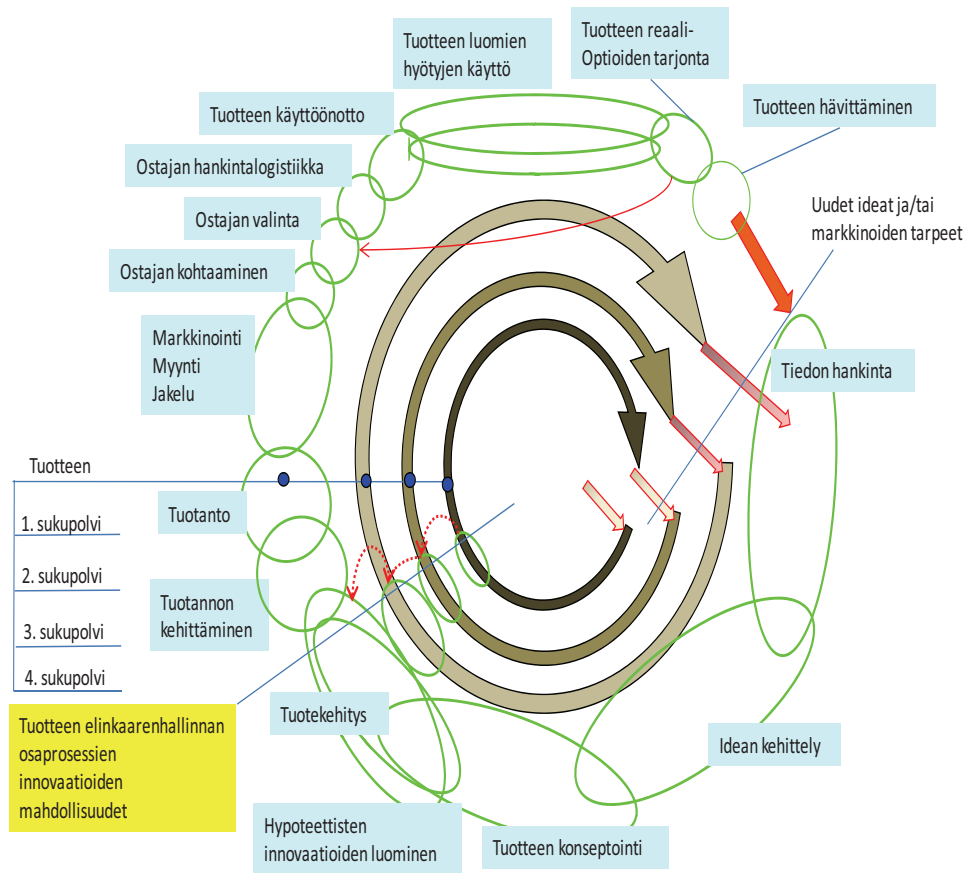 Tuotteen luomien
hyötyjen käyttö
Tuotteen reaali-
Optioiden tarjonta
Tuotteen käyttöönotto
Tuotteen hävittäminen
Ostajan hankintalogistiikka
Ostajan valinta
Uudet ideat ja/tai
markkinoiden tarpeet
Ostajan kohtaaminen
Markkinointi
Myynti
Jakelu
Tiedon hankinta
Tuotteen
1. sukupolvi
2. sukupolvi
3. sukupolvi
4. sukupolvi
Tuotanto
Tuotannon
kehittäminen
Tuotekehitys
Tuotteen elinkaarenhallinnan
osaprosessien
innovaatioiden
mahdollisuudet
Idean kehittely
Hypoteettisten
innovaatioiden luominen
Tuotteen konseptointi